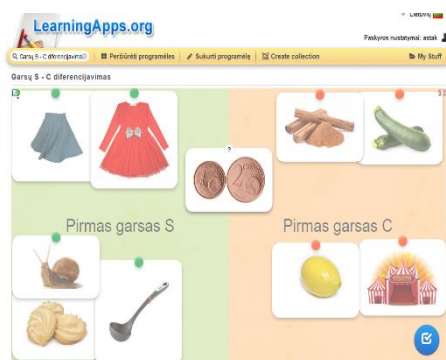 LearningApps.org
Lietuvių
Paskyros nustatymai: astak
Garsų S - C diferencijavimas
Peržiūrėti programėles
Sukurti programėlę
Create collection
My Stuff
Garsų S - C diferencijavimas
?
Pirmas garsas S
Pirmas garsas C